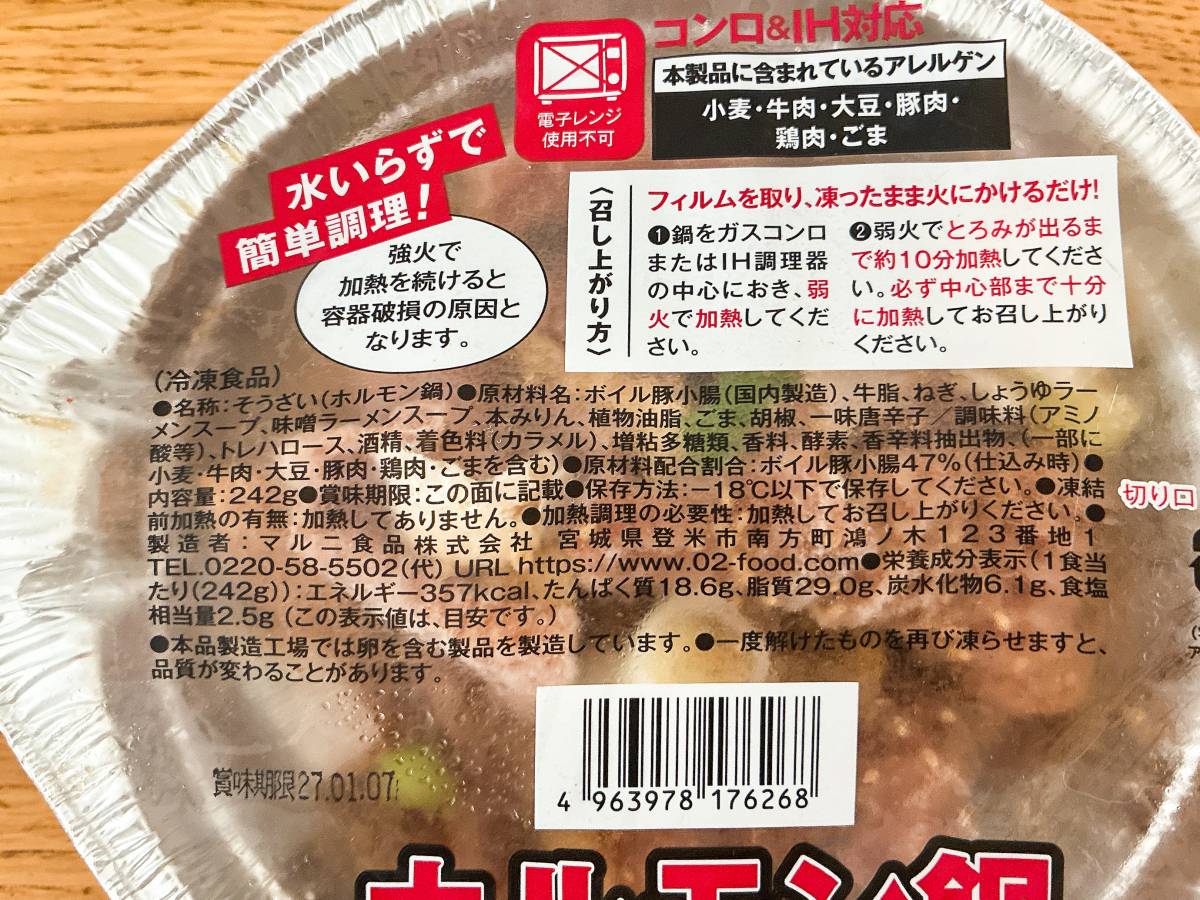 コンロ&IH対応
電子レンジ
使用不可
本製品に含まれているアレルゲン
小麦・牛肉・大豆・豚肉・
鶏肉・ごま
水いらずで
簡単調理!
強火で
加熱を続けると
容器破損の原因と
なります。
〈召し上がり方〉
フィルムを取り、凍ったまま火にかけるだけ!
❶鍋をガスコンロ
またはIH調理器
の中心におき、弱
火で加熱してくだ
さい。
❷弱火でとろみが出るま
で約10分加熱してくださ
い。必ず中心部まで十分
に加熱してお召し上がり
ください。
(冷凍食品)
●名称:そうざい(ホルモン鍋)●原材料名:ボイル豚小腸(国内製造)、牛脂、ねぎ、しょうゆラー
メンスープ、味噌ラーメンスープ、本みりん、植物油脂、ごま、胡椒、一味唐辛子/調味料(アミノ
酸等)、トレハロース、酒精、着色料(カラメル)、増粘多糖類、香料、酵素、香辛料抽出物、(一部に
小麦・牛肉・大豆・豚肉・鶏肉・ごまを含む)●原材料配合割合:ボイル豚小腸47%(仕込み時)●
内容量:242g●賞味期限:この面に記載●保存方法:-18℃以下で保存してください。●凍結
前加熱の有無:加熱してありません。●加熱調理の必要性:加熱してお召し上がりください。●
製造者:マルニ食品株式会社 宮城県登米市南方町鴻ノ木123番地1
TEL.0220-58-5502(代) URL https://www.02-food.com●栄養成分表示(1食当
たり(242g)):エネルギー357kcal、たんぱく質18.6g、脂質29.0g、炭水化物6.1g、食塩
相当量2.5g (この表示値は、目安です。)
●本品製造工場では卵を含む製品を製造しています。●一度解けたものを再び凍らせますと、
品質が変わることがあります。
切り口
賞味期限27.01.07
4 963978 176268
ホルモン鍋